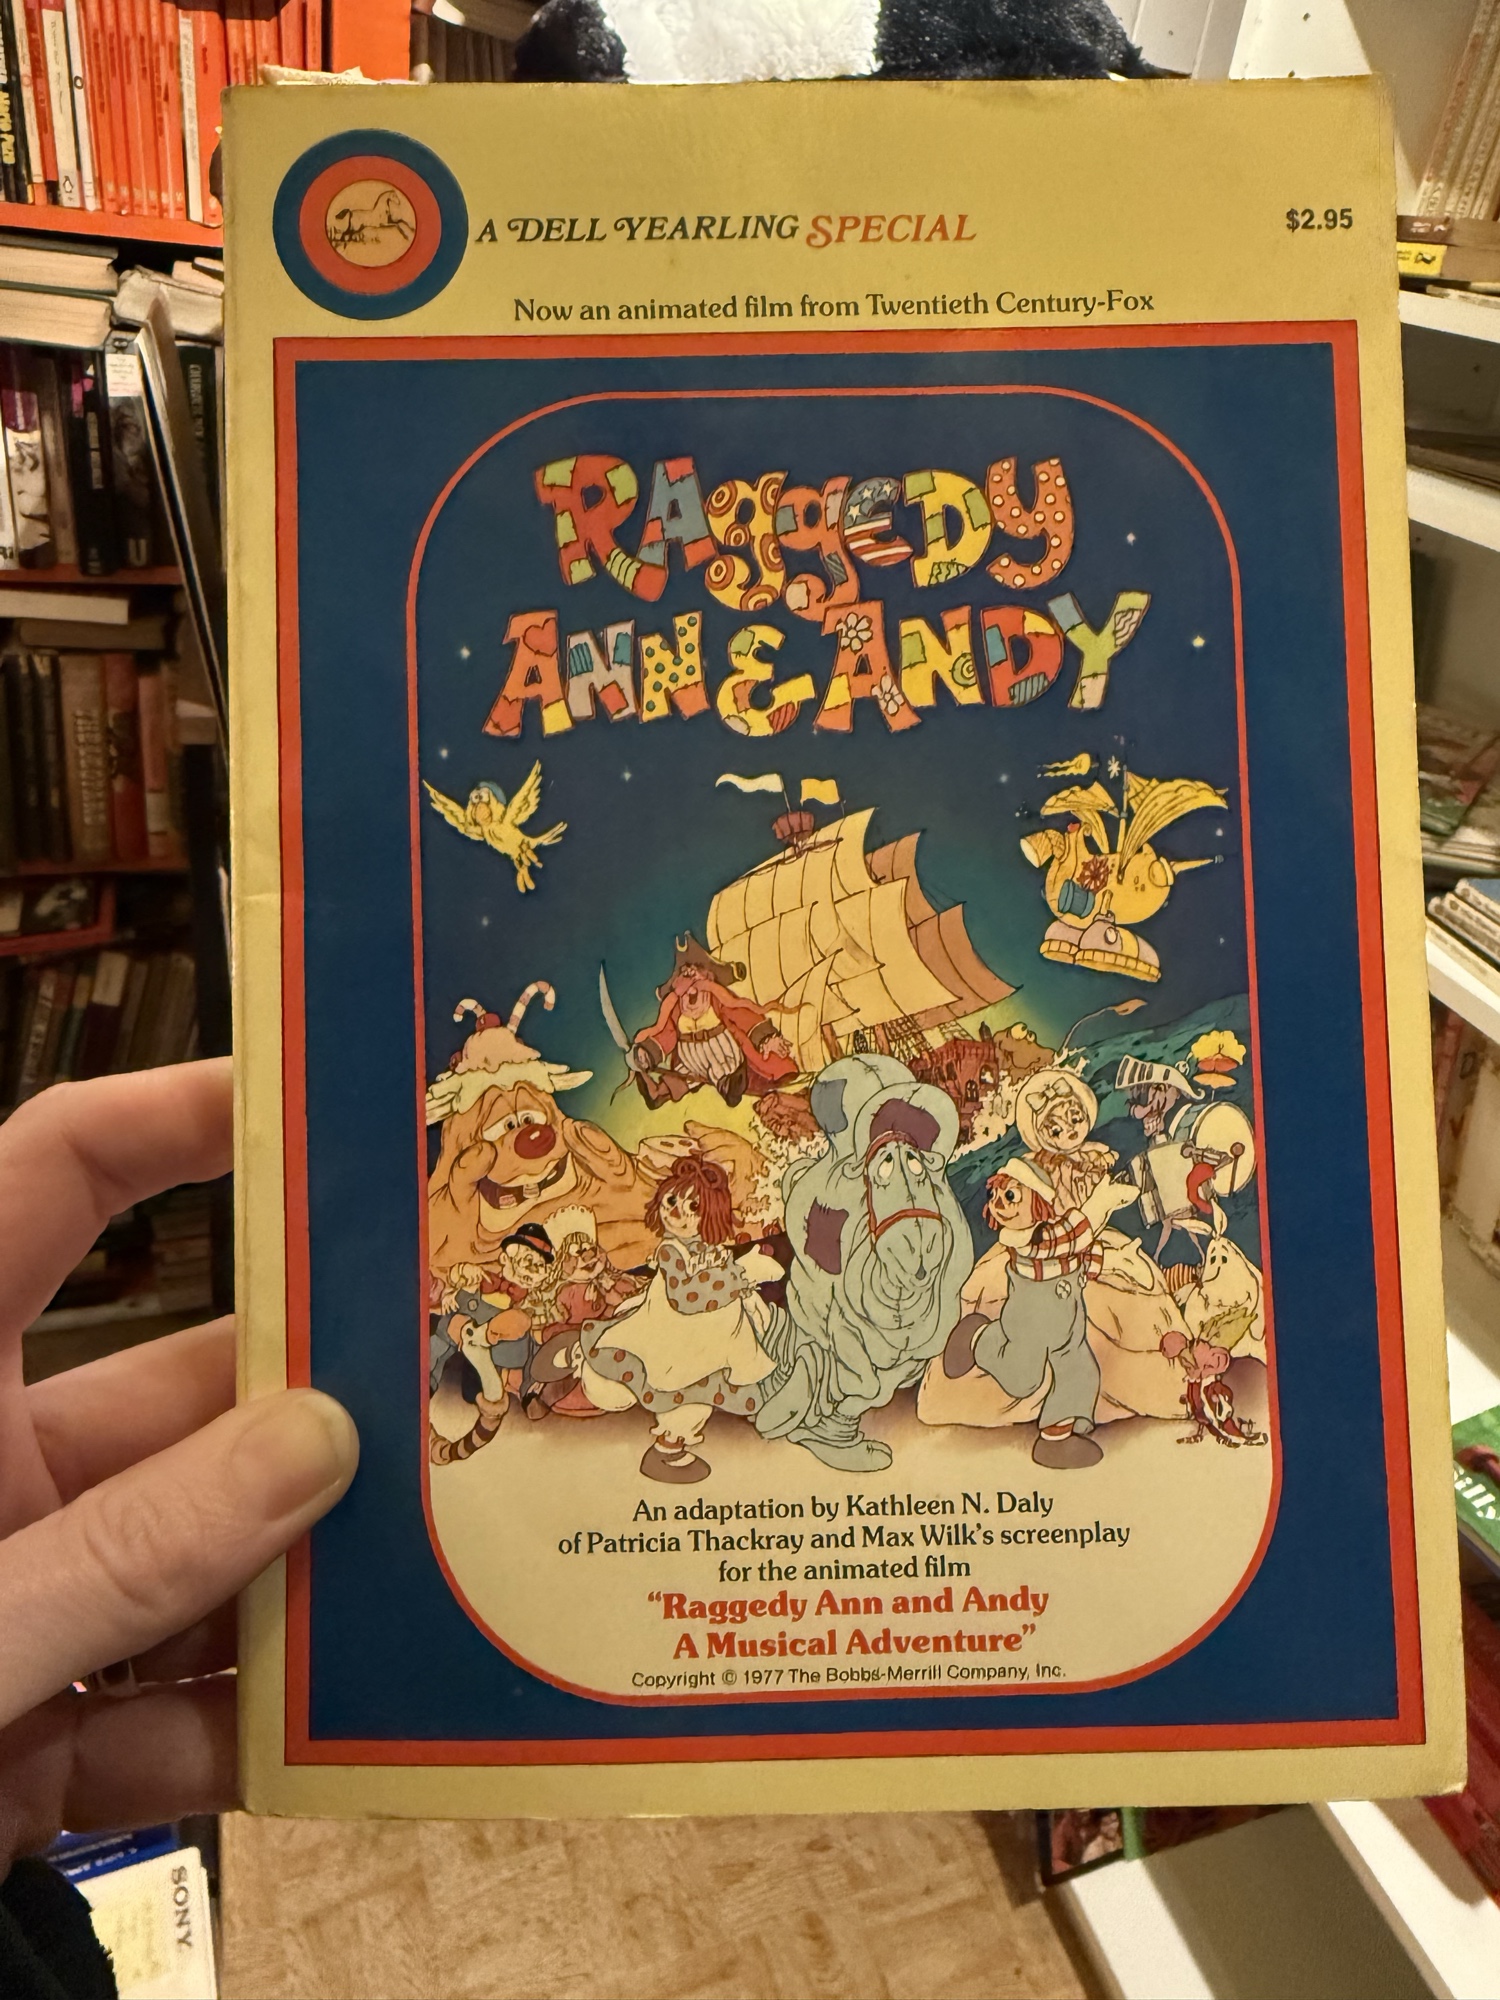 A DELL YEARLING SPECIAL
$2.95
Now an animated film from Twentieth Century-Fox
RAGGEDY
ANN & ANDY
An adaptation by Kathleen N. Daly
of Patricia Thackray and Max Wilk's screenplay
for the animated film
"Raggedy Ann and Andy
A Musical Adventure"
Copyright © 1977 The Bobbs-Merrill Company, Inc.
SONY